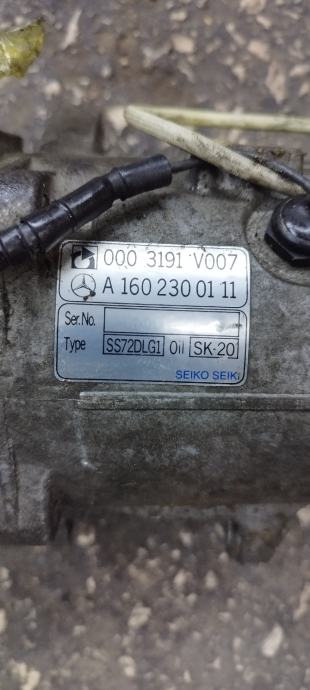 000 3191 V007
A 160 230 01 11
Ser.No.
Type SS72DLG1 Oil SK-20
SEIKO SEIKI